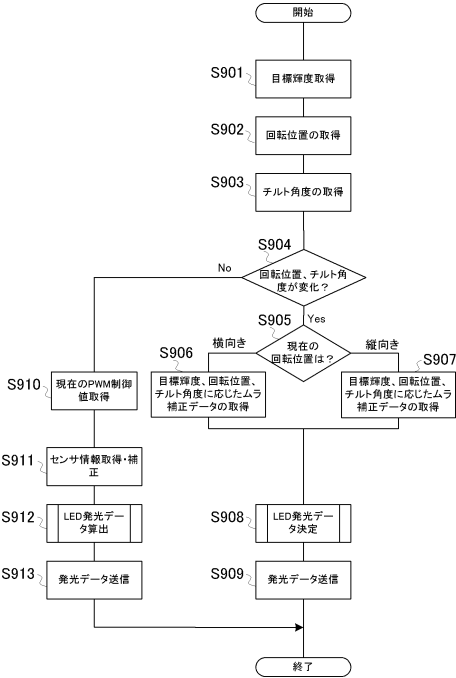 開始
S901
目標輝度取得
S902
回転位置の取得
S903
チルト角度の取得
S904
回転位置、チルト角
度が変化？
No
Yes
S905
現在の
回転位置は？
横向き
縦向き
S906
目標輝度、回転位置、
チルト角度に応じたムラ
補正データの取得
S907
目標輝度、回転位置、
チルト角度に応じたムラ
補正データの取得
S910
現在のPWM制御
値取得
S911
センサ情報取得・補
正
S912
LED発光デー
タ算出
S908
LED発光デー
タ決定
S913
発光データ送信
S909
発光データ送信
終了